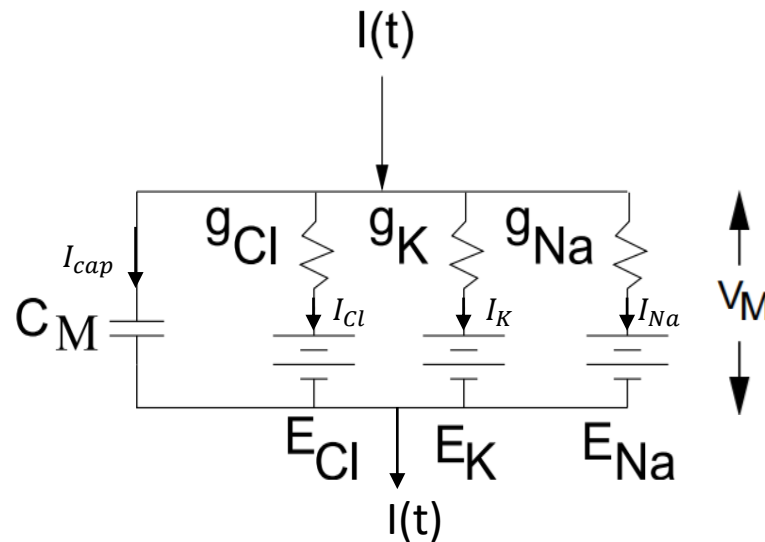 I(t)
g_Cl g_K g_Na
I_cap
C_M I_Cl I_K I_Na V_M
E_Cl E_K E_Na
I(t)